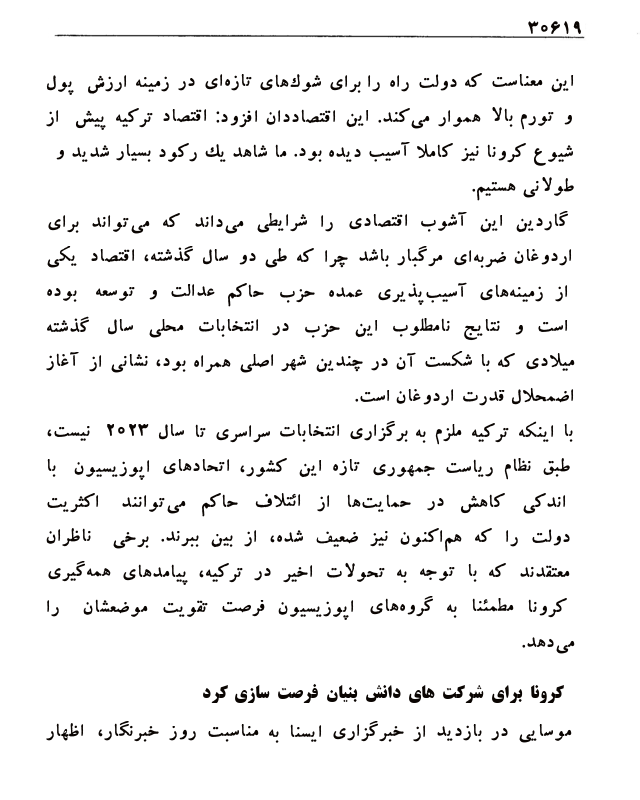 ۳۰۶۱۹
این معناست که دولت راه را برای شوك‌های تازه‌ای در زمینه ارزش پول
و تورم بالا هموار می‌کند. این اقتصاددان افزود: اقتصاد ترکیه پیش از
شیوع کرونا نیز کاملا آسیب دیده بود. ما شاهد یك رکود بسیار شدید و
طولانی هستیم.
گاردین این آشوب اقتصادی را شرایطی می‌داند که می‌تواند برای
اردوغان ضربه‌ای مرگبار باشد چرا که طی دو سال گذشته، اقتصاد یکی
از زمینه‌های آسیب‌پذیری عمده حزب حاکم عدالت و توسعه بوده
است و نتایج نامطلوب این حزب در انتخابات محلی سال گذشته
میلادی که با شکست آن در چندین شهر اصلی همراه بود، نشانی از آغاز
اضمحلال قدرت اردوغان است.
با اینکه ترکیه ملزم به برگزاری انتخابات سراسری تا سال ۲۰۲۳ نیست،
طبق نظام ریاست جمهوری تازه این کشور، اتحادهای اپوزیسیون با
اندکی کاهش در حمایت‌ها از ائتلاف حاکم می‌توانند اکثریت
دولت را که هم‌اکنون نیز ضعیف شده، از بین ببرند. برخی ناظران
معتقدند که با توجه به تحولات اخیر در ترکیه، پیامدهای همه‌گیری
کرونا مطمئنا به گروه‌های اپوزیسیون فرصت تقویت موضعشان را
می‌دهد.
کرونا برای شرکت های دانش بنیان فرصت سازی کرد
موسایی در بازدید از خبرگزاری ایسنا به مناسبت روز خبرنگار، اظهار